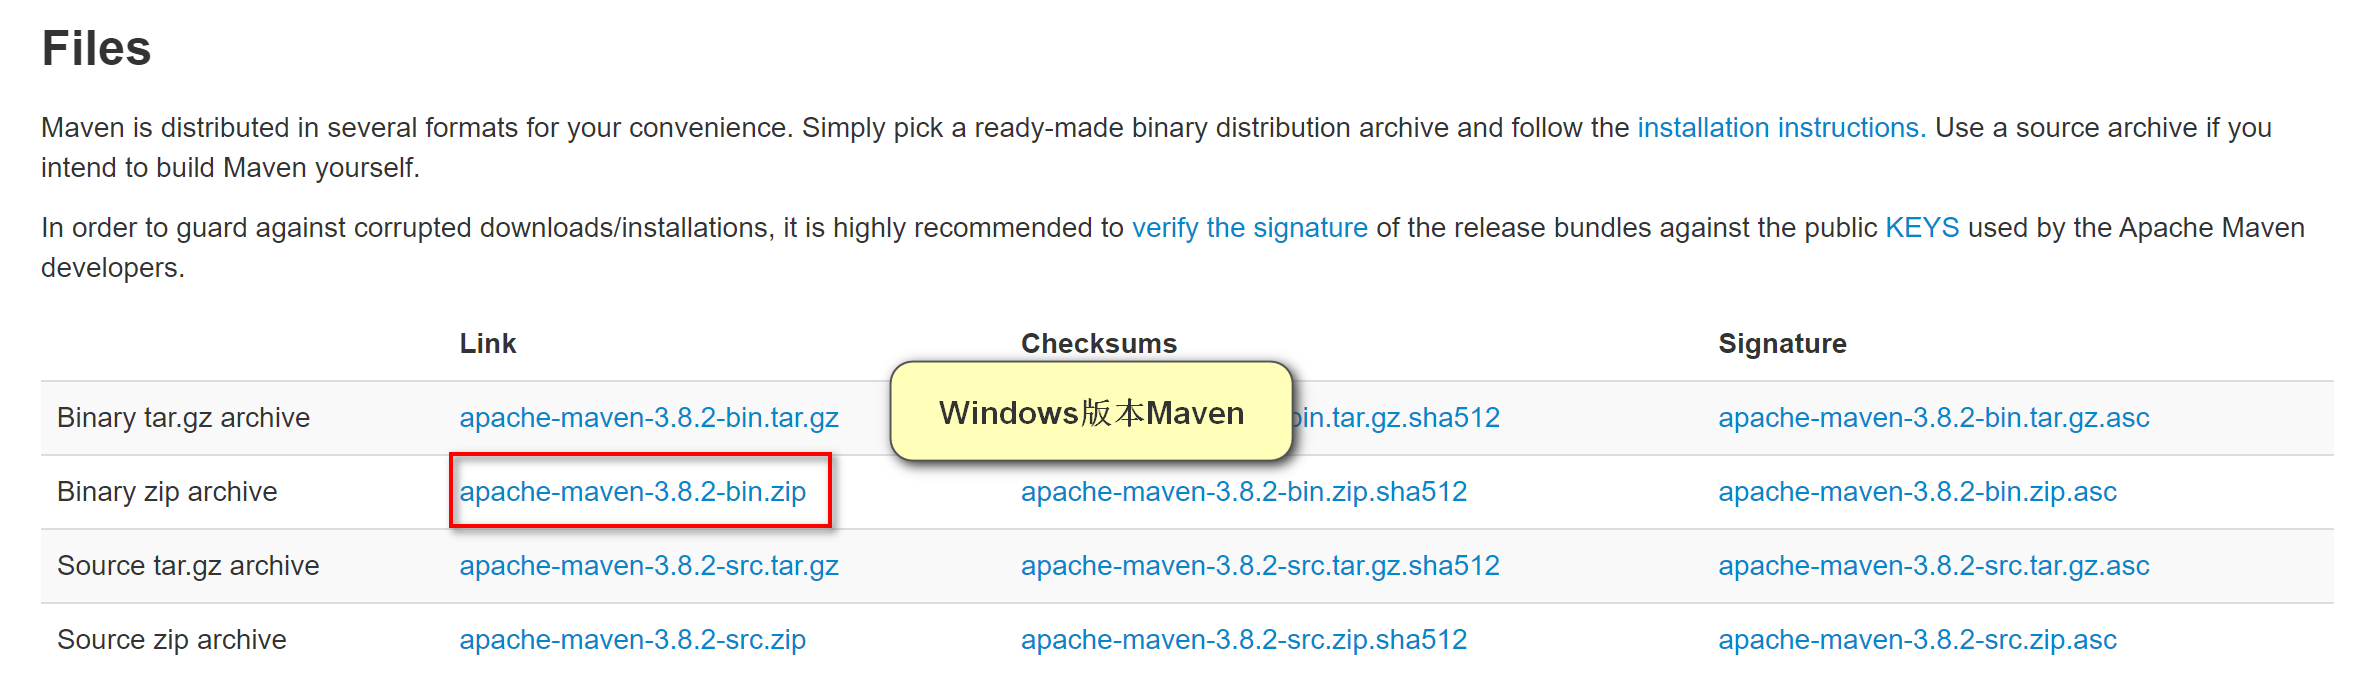 Files
Maven is distributed in several formats for your convenience. Simply pick a ready-made binary distribution archive and follow the installation instructions. Use a source archive if you
intend to build Maven yourself.
In order to guard against corrupted downloads/installations, it is highly recommended to verify the signature of the release bundles against the public KEYS used by the Apache Maven
developers.
Link Checksums Signature
Binary tar.gz archive apache-maven-3.8.2-bin.tar.gz Windows版本Maven bin.tar.gz.sha512 apache-maven-3.8.2-bin.tar.gz.asc
Binary zip archive apache-maven-3.8.2-bin.zip apache-maven-3.8.2-bin.zip.sha512 apache-maven-3.8.2-bin.zip.asc
Source tar.gz archive apache-maven-3.8.2-src.tar.gz apache-maven-3.8.2-src.tar.gz.sha512 apache-maven-3.8.2-src.tar.gz.asc
Source zip archive apache-maven-3.8.2-src.zip apache-maven-3.8.2-src.zip.sha512 apache-maven-3.8.2-src.zip.asc